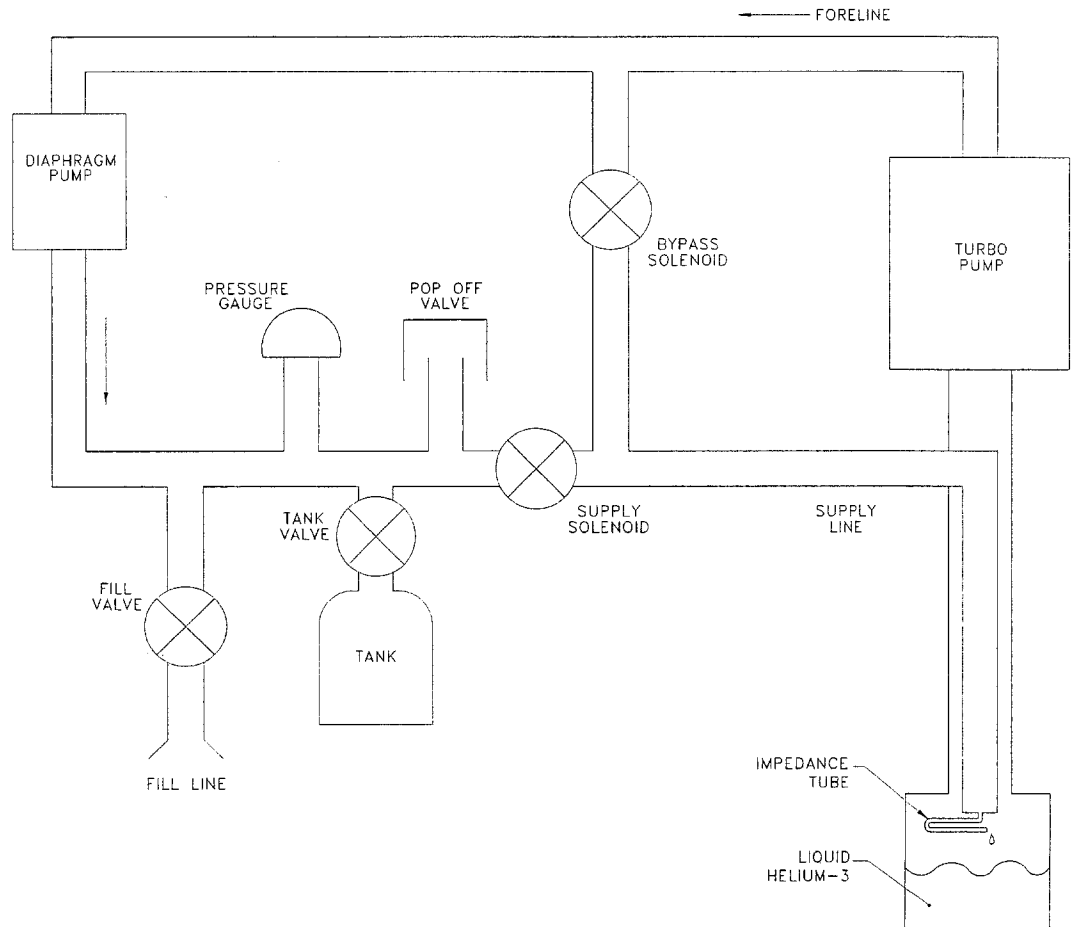 FORELINE
DIAPHRAGM
PUMP
BYPASS
SOLENOID
TURBO
PUMP
PRESSURE
GAUGE
POP OFF
VALVE
TANK
VALVE
SUPPLY
SOLENOID
SUPPLY
LINE
FILL
VALVE
TANK
FILL LINE
IMPEDANCE
TUBE
LIQUID
HELIUM-3